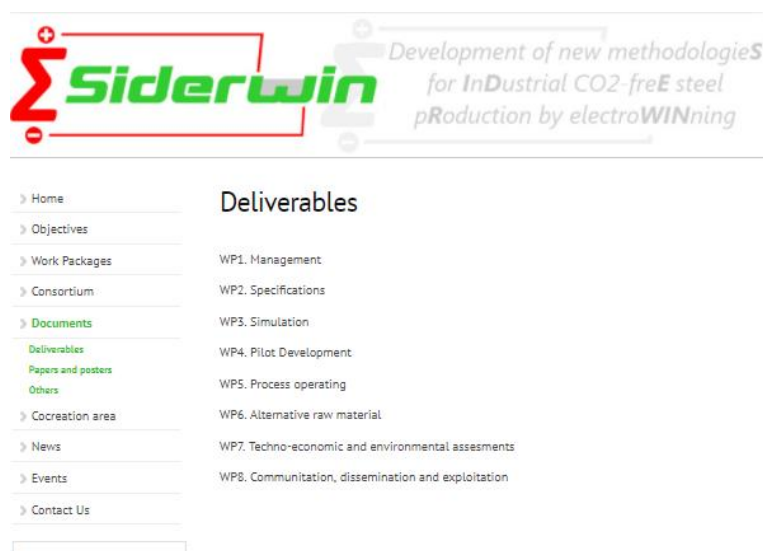 Siderwin
Development of new methodologieS
for InDustrial CO2-freE steel
pRoduction by electroWINning
Home
Objectives
Work Packages
Consortium
Documents
Deliverables
Papers and posters
Others
Cocreation area
News
Events
Contact Us
Deliverables
WP1. Management
WP2. Specifications
WP3. Simulation
WP4. Pilot Development
WP5. Process operating
WP6. Alternative raw material
WP7. Techno-economic and environmental assesments
WP8. Communitation, dissemination and exploitation